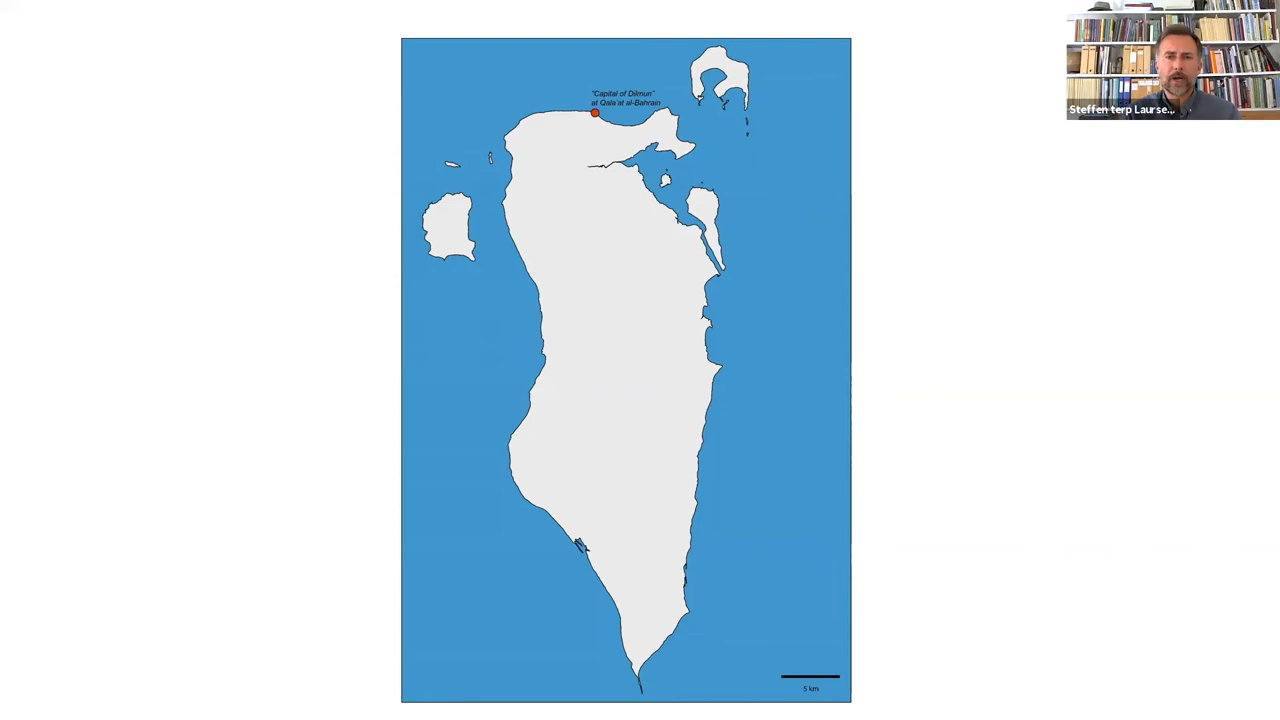 "Capital of Dilmun"
at Qala'at al-Bahrain
Steffen terp Laurse...
5 km